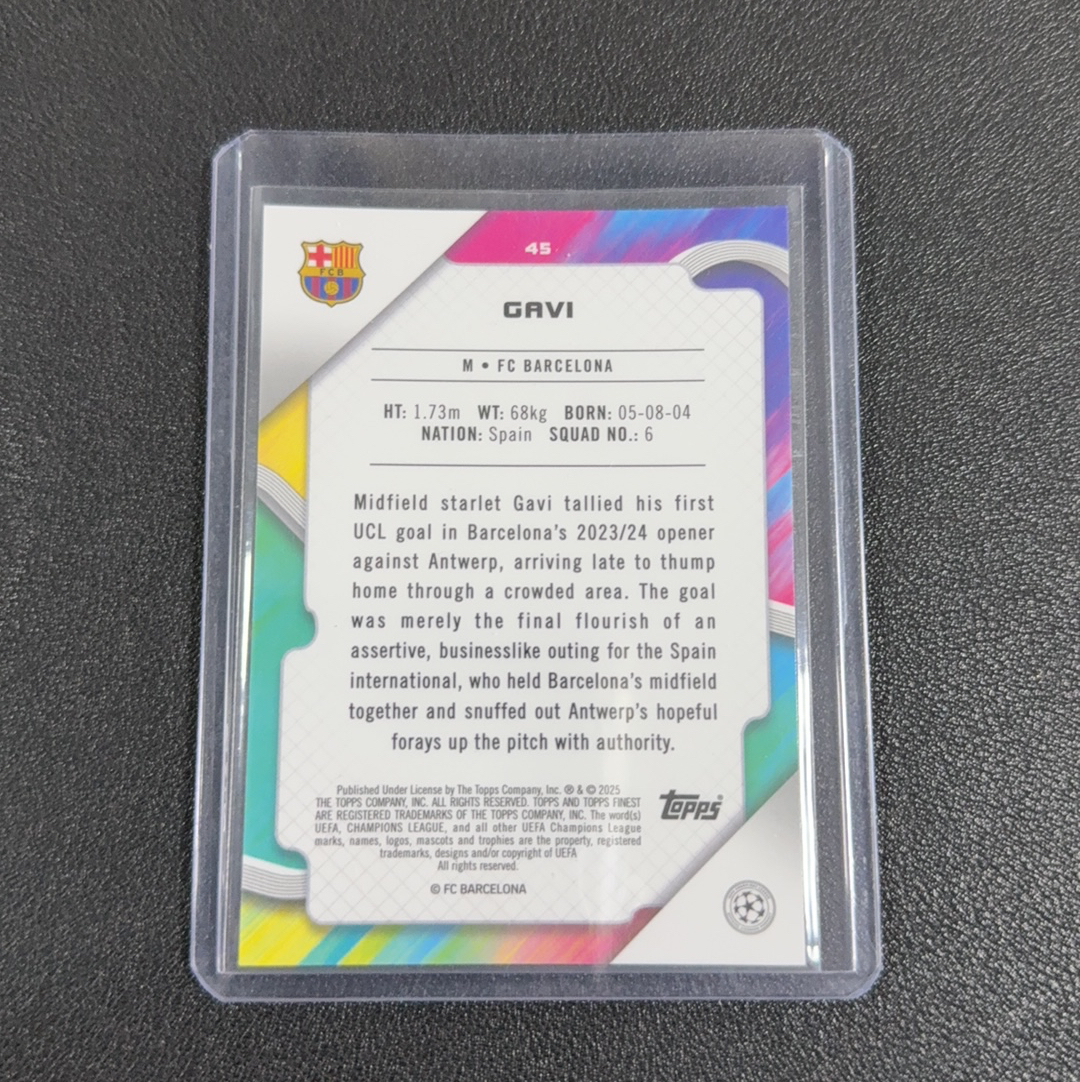 FCB
45
GAVI
M • FC BARCELONA
HT: 1.73m WT: 68kg BORN: 05-08-04
NATION: Spain SQUAD NO.: 6
Midfield starlet Gavi tallied his first
UCL goal in Barcelona's 2023/24 opener
against Antwerp, arriving late to thump
home through a crowded area. The goal
was merely the final flourish of an
assertive, businesslike outing for the Spain
international, who held Barcelona's midfield
together and snuffed out Antwerp's hopeful
forays up the pitch with authority.
Published Under License by The Topps Company, Inc. ® & © 2025
THE TOPPS COMPANY, INC. ALL RIGHTS RESERVED. TOPPS AND TOPPS FINEST
ARE REGISTERED TRADEMARKS OF THE TOPPS COMPANY, INC. The word(s)
UEFA, CHAMPIONS LEAGUE, and all other UEFA Champions League
marks, names, logos, mascots and trophies are the property, registered
trademarks, designs and/or copyright of UEFA
All rights reserved.
© FC BARCELONA
Topps®